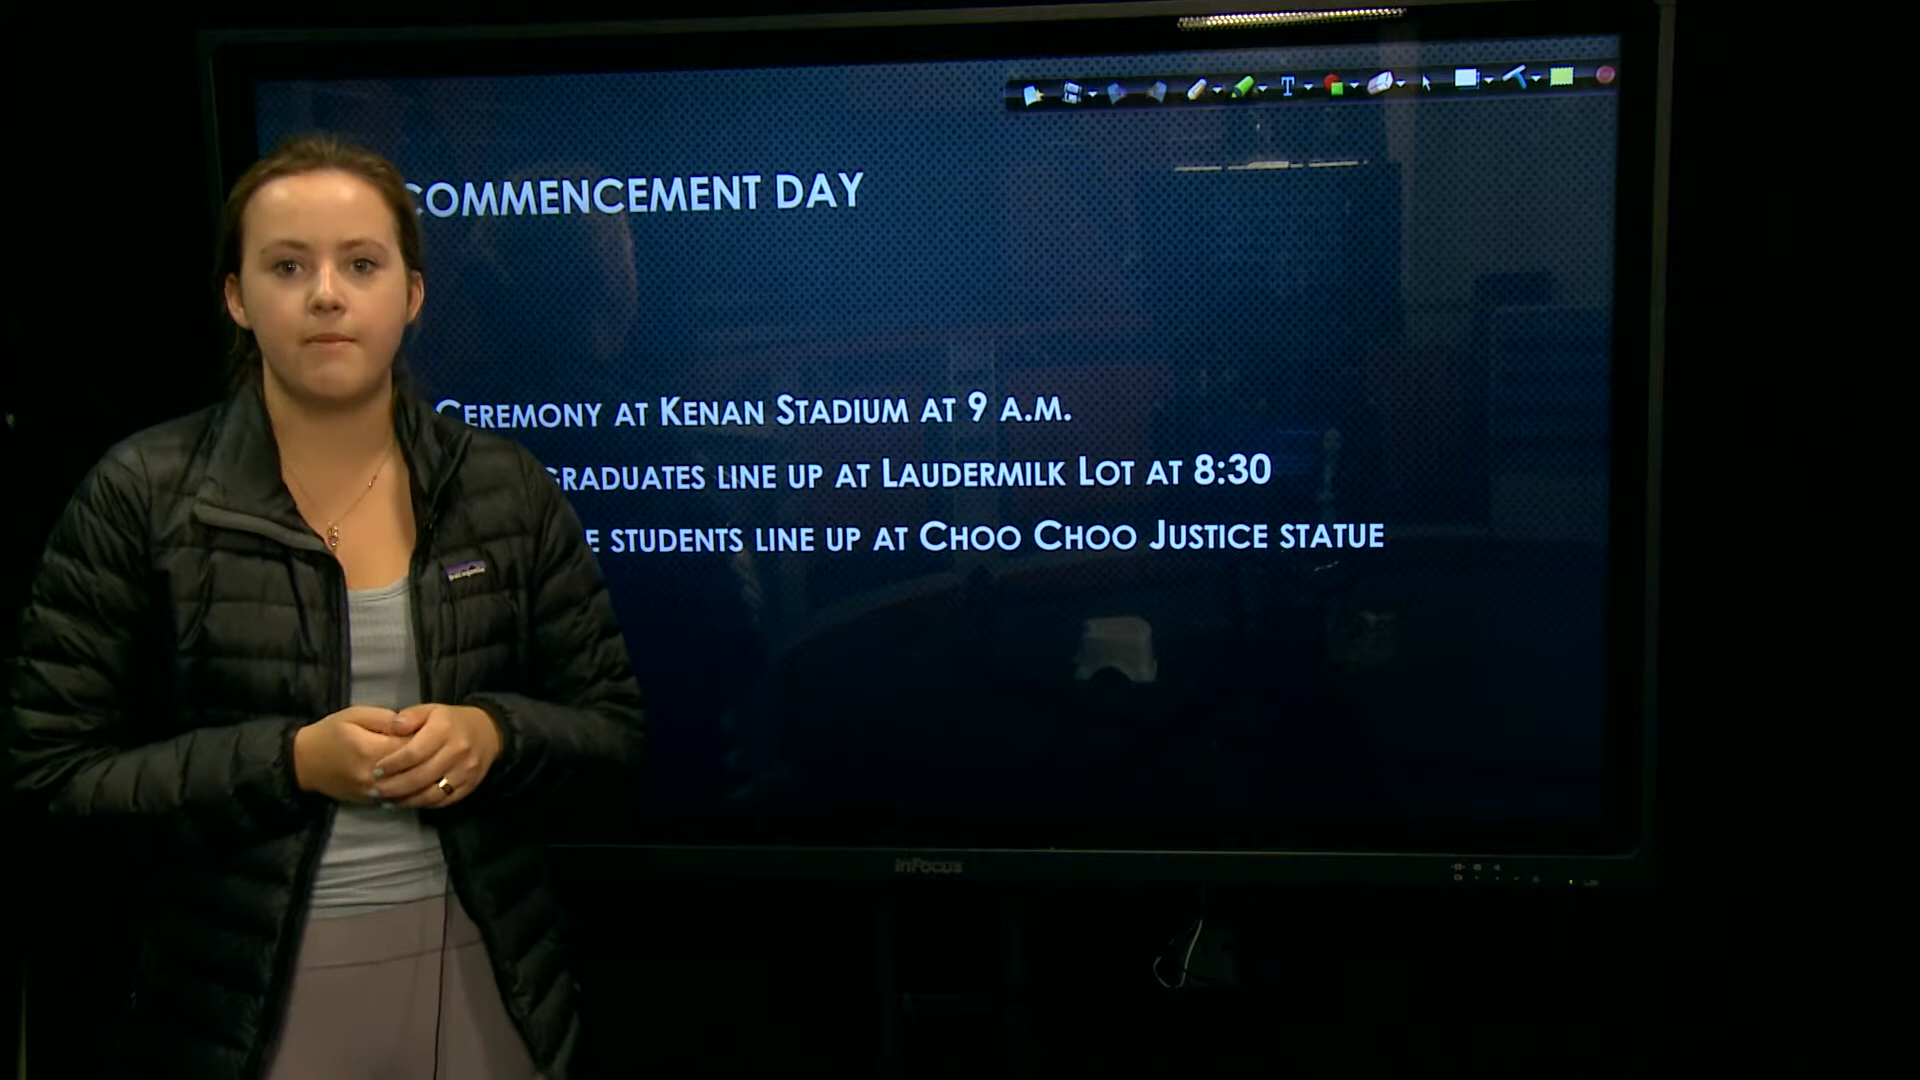 COMMENCEMENT DAY
CEREMONY AT KENAN STADIUM AT 9 A.M.
GRADUATES LINE UP AT LAUDERMILK LOT AT 8:30
E STUDENTS LINE UP AT CHOO CHOO JUSTICE STATUE
patagonia
InFocus